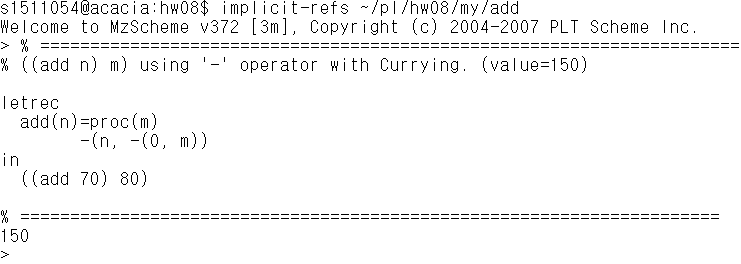 s1511054@acacia:hw08$ implicit-refs ~/pl/hw08/my/add
Welcome to MzScheme v372 [3m], Copyright (c) 2004-2007 PLT Scheme Inc.
> % ======================================================================
% ((add n) m) using '-' operator with Currying. (value=150)
letrec
  add(n)=proc(m)
        -(n, -(0, m))
in
  ((add 70) 80)
% ======================================================================
150
>